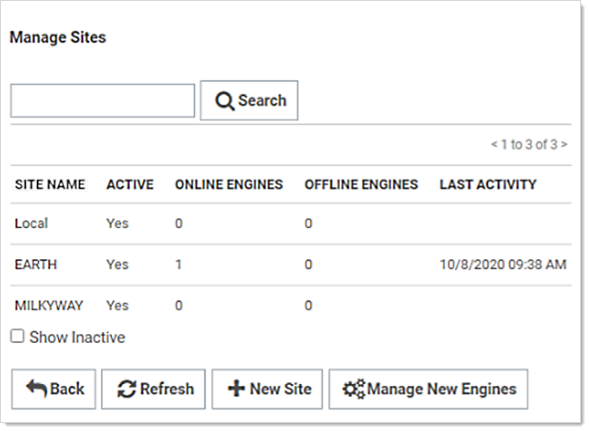 Manage Sites
Search
< 1 to 3 of 3 >
SITE NAME ACTIVE ONLINE ENGINES OFFLINE ENGINES LAST ACTIVITY
Local Yes 0 0
EARTH Yes 1 0 10/8/2020 09:38 AM
MILKYWAY Yes 0 0
Show Inactive
Back Refresh New Site Manage New Engines